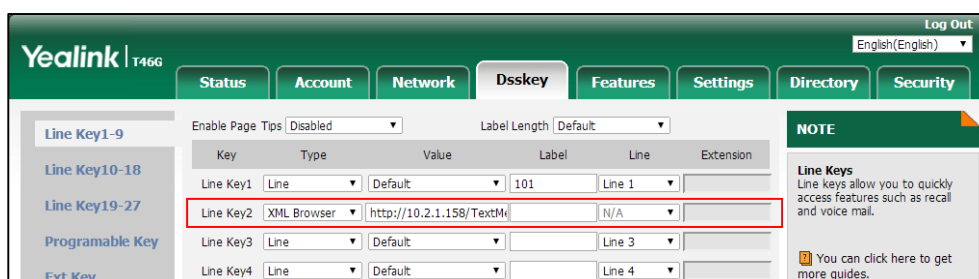 Log Out
English(English)
Yealink T46G
Status Account Network Dsskey Features Settings Directory Security
Line Key1-9
Line Key10-18
Line Key19-27
Programable Key
Ext Key
Enable Page Tips Disabled Label Length Default
Key Type Value Label Line Extension
Line Key1 Line Default 101 Line 1
Line Key2 XML Browser http://10.2.1.158/TextMe N/A
Line Key3 Line Default Line 3
Line Key4 Line Default Line 4
NOTE
Line Keys
Line keys allow you to quickly
access features such as recall
and voice mail.
You can click here to get
more guides.